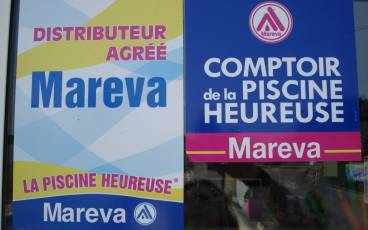 DISTRIBUTEUR
AGRÉÉ
Mareva
LA PISCINE HEUREUSE*
Mareva
Mareva
COMPTOIR
de la PISCINE
HEUREUSE
Mareva